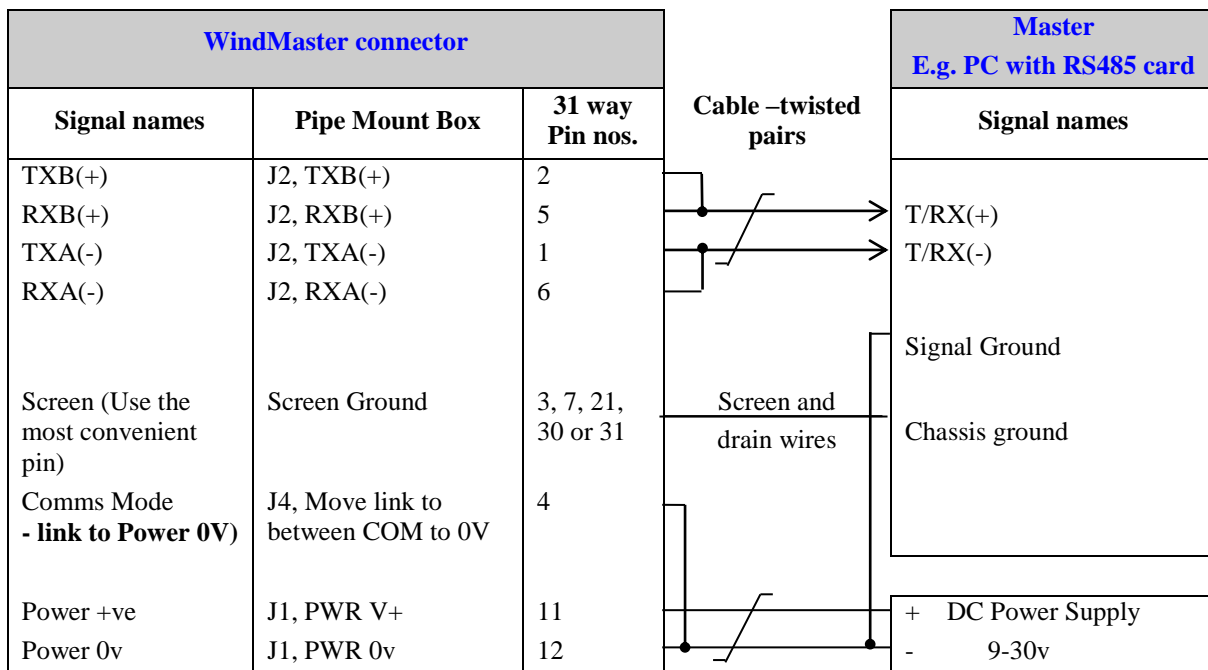 WindMaster connector
Master
E.g. PC with RS485 card
Signal names
Pipe Mount Box
31 way
Pin nos.
Cable –twisted
pairs
Signal names
TXB(+)
J2, TXB(+)
2
RXB(+)
J2, RXB(+)
5
T/RX(+)
TXA(-)
J2, TXA(-)
1
T/RX(-)
RXA(-)
J2, RXA(-)
6
Signal Ground
Screen (Use the
most convenient
pin)
Screen Ground
3, 7, 21,
30 or 31
Screen and
drain wires
Chassis ground
Comms Mode
- link to Power 0V)
J4, Move link to
between COM to 0V
4
Power +ve
J1, PWR V+
11
+ DC Power Supply
Power 0v
J1, PWR 0v
12
- 9-30v